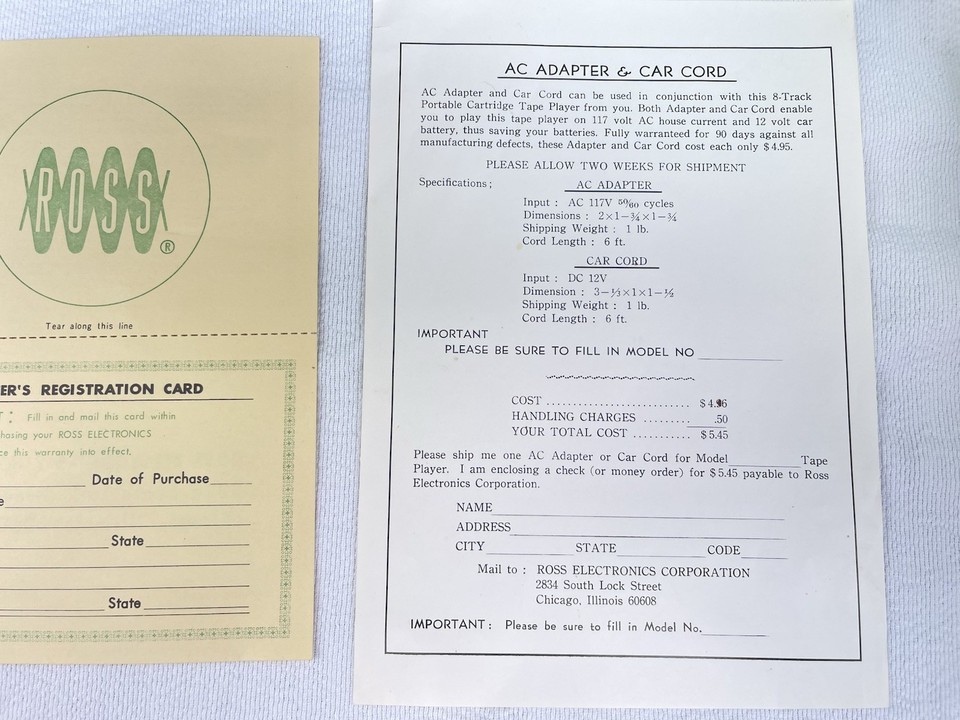 ROSS
®
Tear along this line
ER'S REGISTRATION CARD
T: Fill in and mail this card within
hasing your ROSS ELECTRONICS
ce this warranty into effect.
Date of Purchase
e
State
State
AC ADAPTER & CAR CORD
AC Adapter and Car Cord can be used in conjunction with this 8-Track
Portable Cartridge Tape Player from you. Both Adapter and Car Cord enable
you to play this tape player on 117 volt AC house current and 12 volt car
battery, thus saving your batteries. Fully warranteed for 90 days against all
manufacturing defects, these Adapter and Car Cord cost each only $4.95.
PLEASE ALLOW TWO WEEKS FOR SHIPMENT
Specifications;
AC ADAPTER
Input : AC 117V 50/60 cycles
Dimensions : 2×1-¾×1-¾
Shipping Weight : 1 lb.
Cord Length : 6 ft.
CAR CORD
Input : DC 12V
Dimension : 3-⅓×1×1-½
Shipping Weight : 1 lb.
Cord Length : 6 ft.
IMPORTANT
PLEASE BE SURE TO FILL IN MODEL NO
COST .......................... $
HANDLING CHARGES ......... .50
YOUR TOTAL COST ........... $5.45
Please ship me one AC Adapter or Car Cord for Model Tape
Player. I am enclosing a check (or money order) for $5.45 payable to Ross
Electronics Corporation.
NAME
ADDRESS
CITY STATE CODE
Mail to : ROSS ELECTRONICS CORPORATION
2834 South Lock Street
Chicago, Illinois 60608
IMPORTANT: Please be sure to fill in Model No.